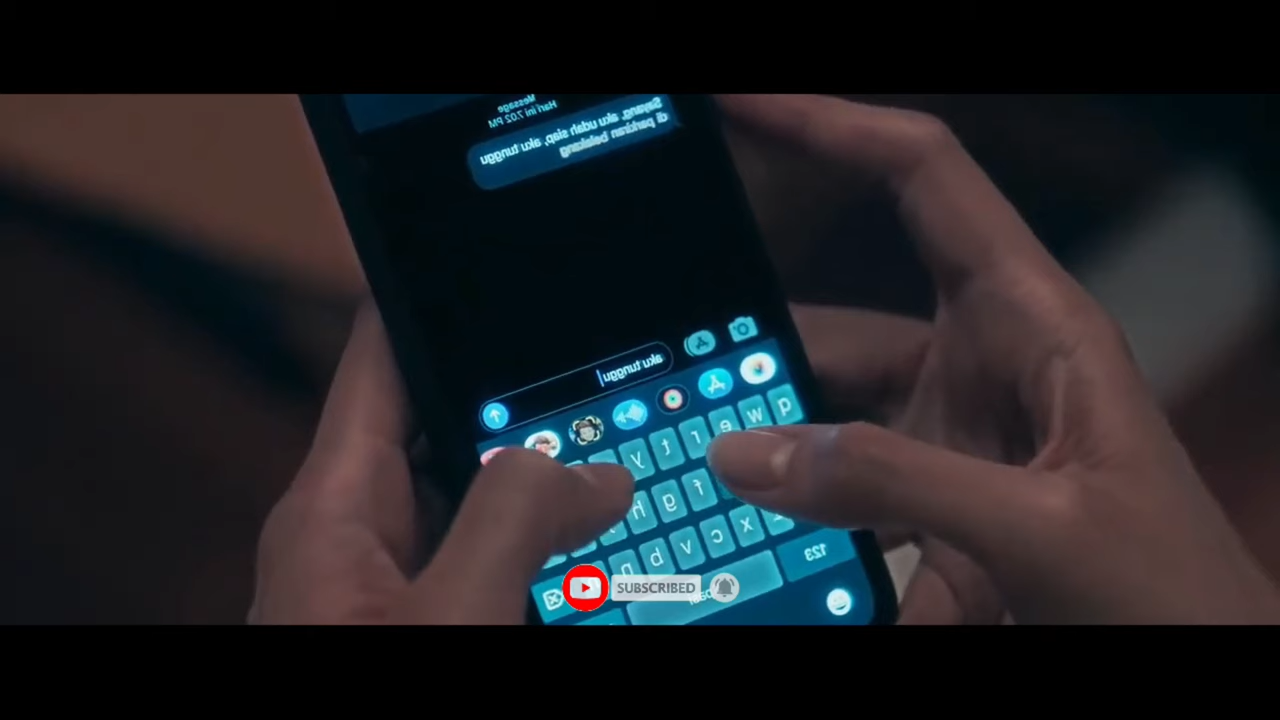 Message
Hari ini 7.02 PM
Sayang, aku udah siap, aku tunggu
di parkiran belakang
aku tunggu
q w e r t y
f g h
x c v b n
123
SUBSCRIBED